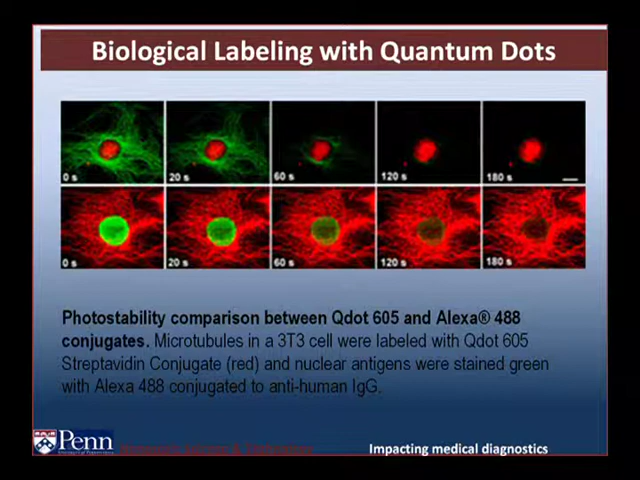 Biological Labeling with Quantum Dots
0 s 20 s 60 s 120 s 180 s
0 s 20 s 60 s 120 s 180 s
Photostability comparison between Qdot 605 and Alexa® 488
conjugates. Microtubules in a 3T3 cell were labeled with Qdot 605
Streptavidin Conjugate (red) and nuclear antigens were stained green
with Alexa 488 conjugated to anti-human IgG.
Penn
Impacting medical diagnostics